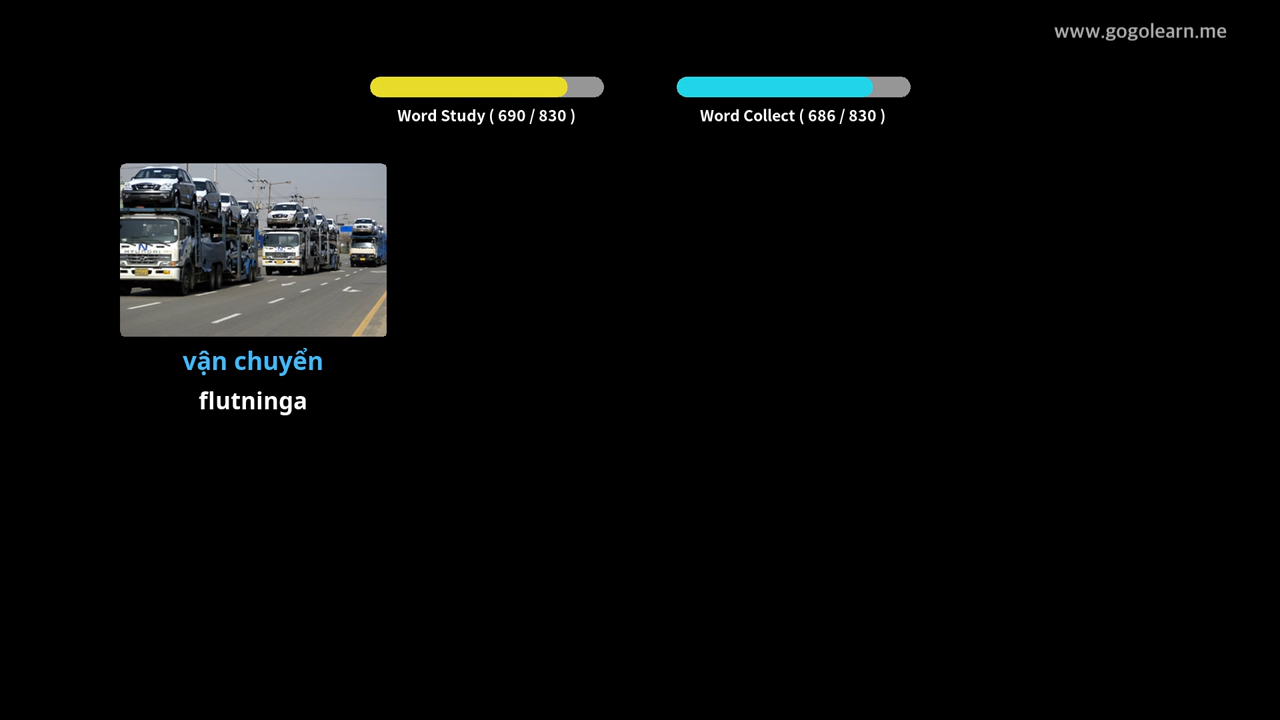 www.gogolearn.me
Word Study ( 690 / 830 )
Word Collect ( 686 / 830 )
vận chuyển
flutninga